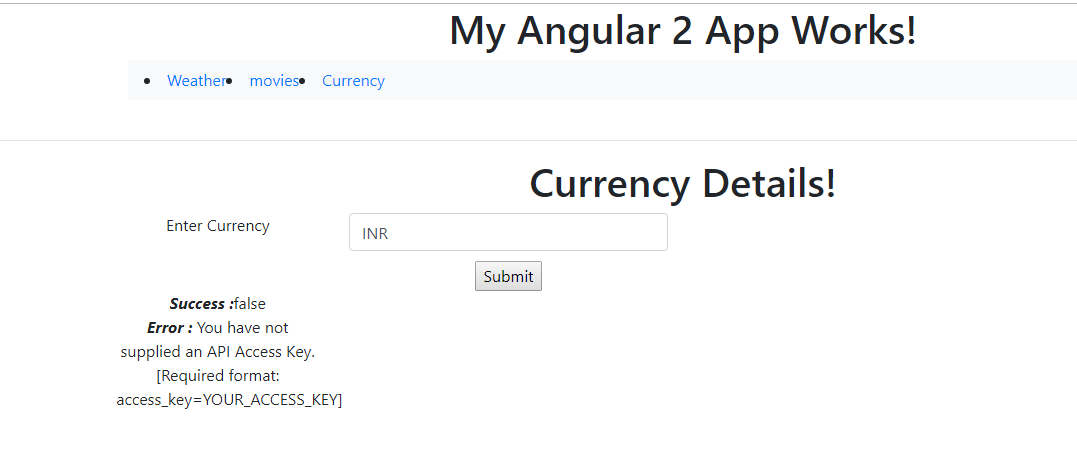 My Angular 2 App Works!
Weather movies Currency
Currency Details!
Enter Currency INR
Submit
Success :false
Error : You have not
supplied an API Access Key.
[Required format:
access_key=YOUR_ACCESS_KEY]